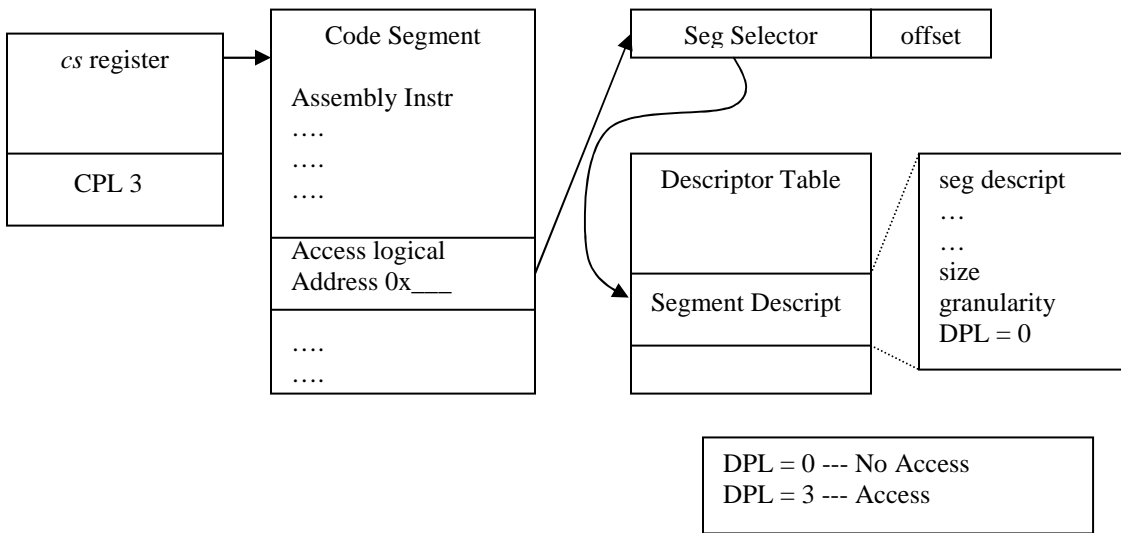 cs register
CPL 3
Code Segment
Assembly Instr
….
….
….
Access logical
Address 0x___
….
….
Seg Selector
offset
Descriptor Table
Segment Descript
seg descript
…
…
size
granularity
DPL = 0
DPL = 0 --- No Access
DPL = 3 --- Access